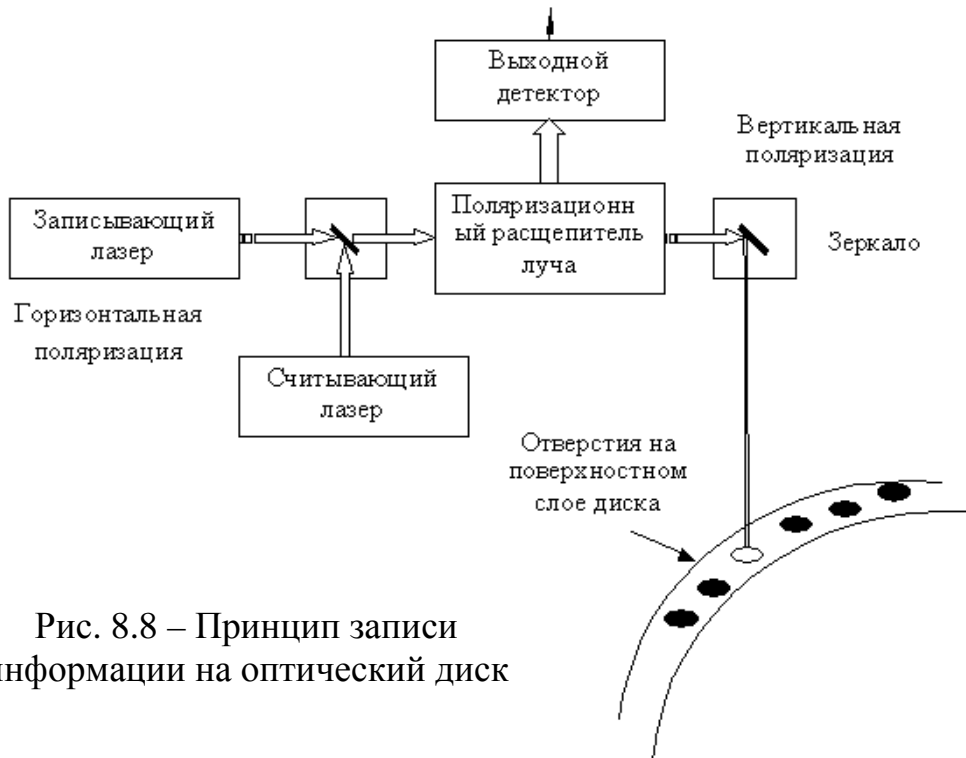 Выходной
детектор
Вертикальная
поляризация
Записывающий
лазер
Поляризационн
ый расщепитель
луча
Зеркало
Горизонтальная
поляризация
Считывающий
лазер
Отверстия на
поверхностном
слое диска
Рис. 8.8 – Принцип записи
информации на оптический диск